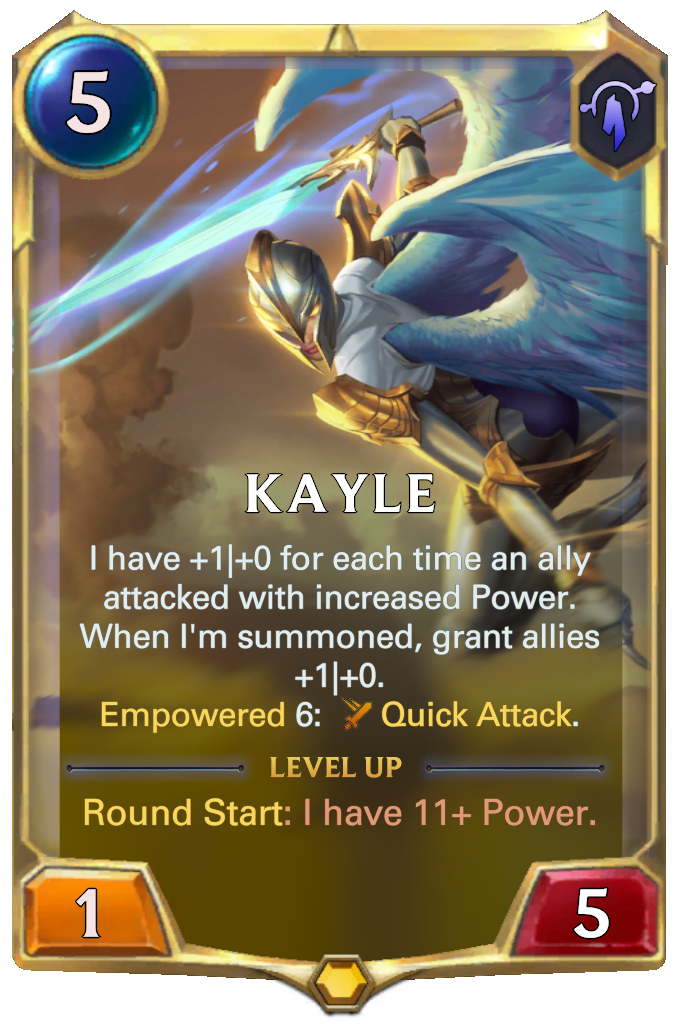 5
KAYLE
I have +1|+0 for each time an ally
attacked with increased Power.
When I'm summoned, grant allies
+1|+0.
Empowered 6: Quick Attack.
LEVEL UP
Round Start: I have 11+ Power.
1
5